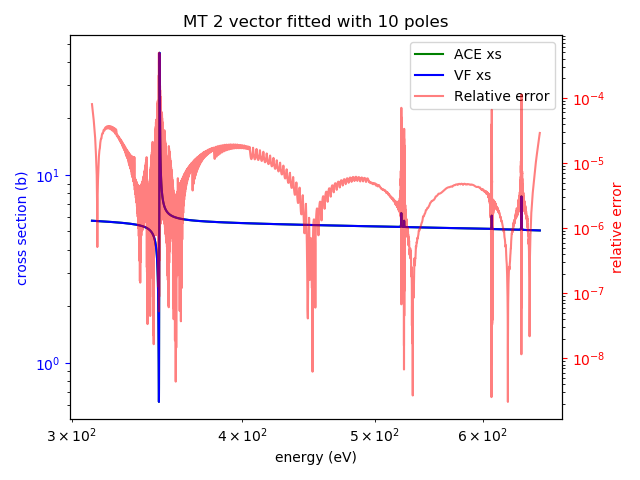 MT 2 vector fitted with 10 poles
ACE xs
VF xs
Relative error
cross section (b)
10¹
10⁰
10⁻⁴
10⁻⁵
10⁻⁶
10⁻⁷
10⁻⁸
relative error
3 × 10² 4 × 10² 5 × 10² 6 × 10²
energy (eV)